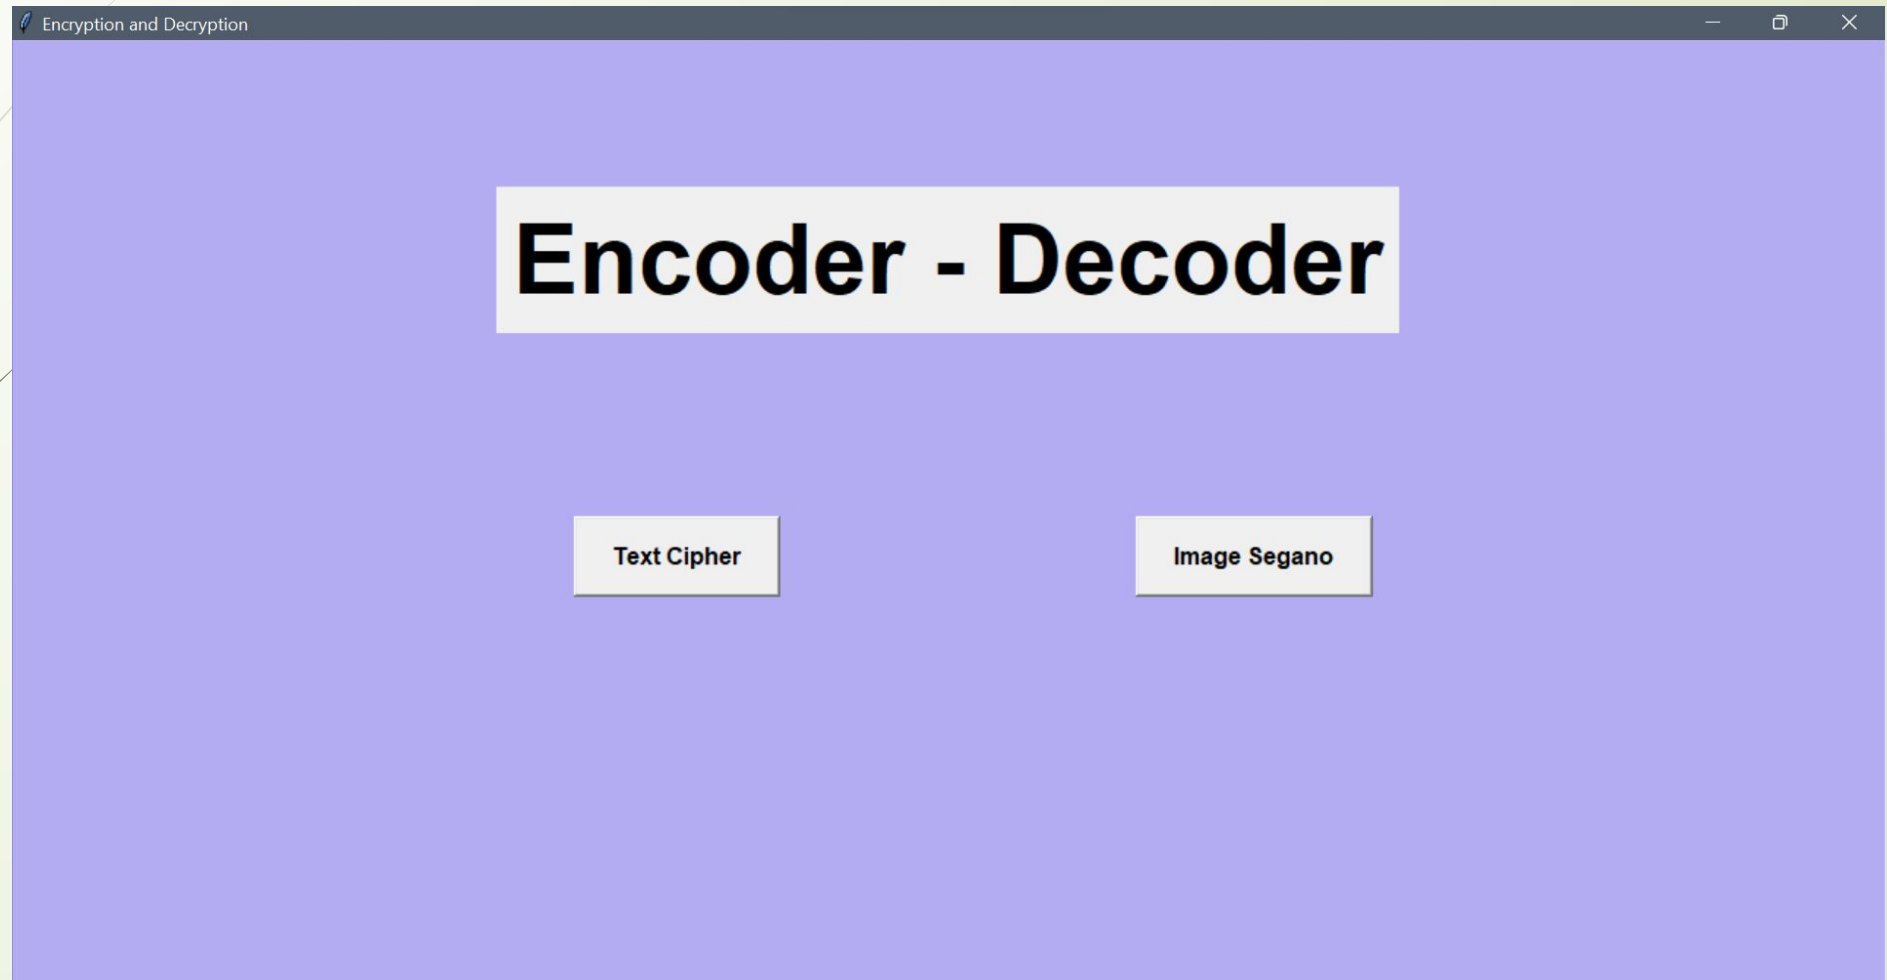 Encryption and Decryption
Encoder - Decoder
Text Cipher
Image Segano